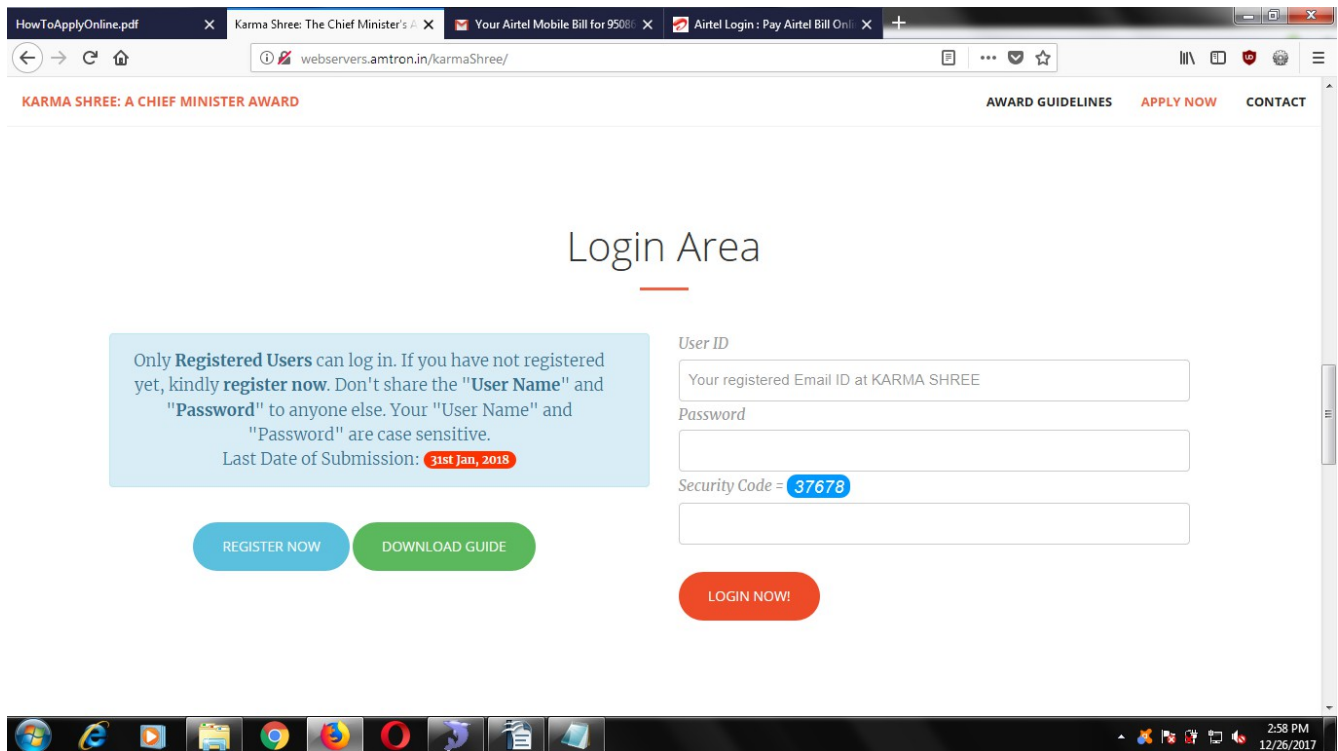 HowToApplyOnline.pdf
Karma Shree: The Chief Minister's A
Your Airtel Mobile Bill for 95086
Airtel Login : Pay Airtel Bill Onli
webservers.amtron.in/karmaShree/
KARMA SHREE: A CHIEF MINISTER AWARD
AWARD GUIDELINES
APPLY NOW
CONTACT
Login Area
Only Registered Users can log in. If you have not registered
yet, kindly register now. Don't share the "User Name" and
"Password" to anyone else. Your "User Name" and
"Password" are case sensitive.
Last Date of Submission: 31st Jan, 2018
REGISTER NOW
DOWNLOAD GUIDE
User ID
Your registered Email ID at KARMA SHREE
Password
Security Code = 37678
LOGIN NOW!
2:58 PM
12/26/2017